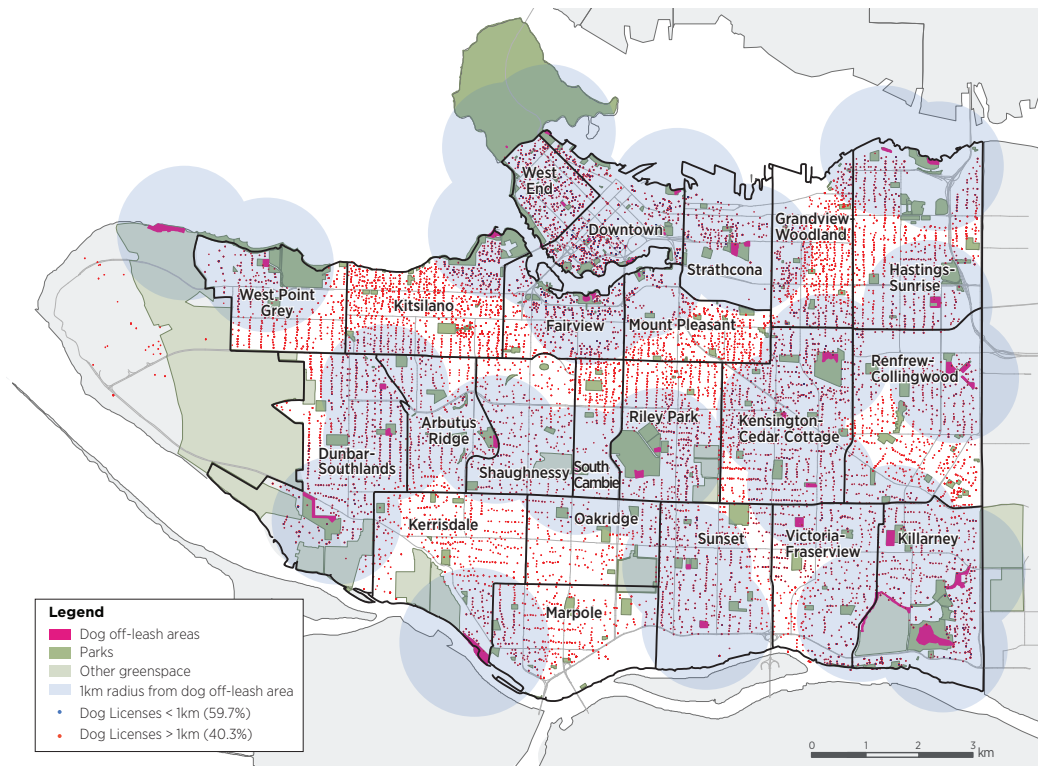 West
End
Downtown
Strathcona
Grandview-
Woodland
Hastings-
Sunrise
West Point
Grey
Kitsilano
Fairview
Mount Pleasant
Renfrew-
Collingwood
Arbutus
Ridge
Riley Park
Kensington-
Cedar Cottage
Dunbar-
Southlands
Shaughnessy
South
Cambie
Kerrisdale
Oakridge
Sunset
Victoria-
Fraserview
Killarney
Marpole
Legend
Dog off-leash areas
Parks
Other greenspace
1km radius from dog off-leash area
Dog Licenses < 1km (59.7%)
Dog Licenses > 1km (40.3%)
0 1 2 3
km